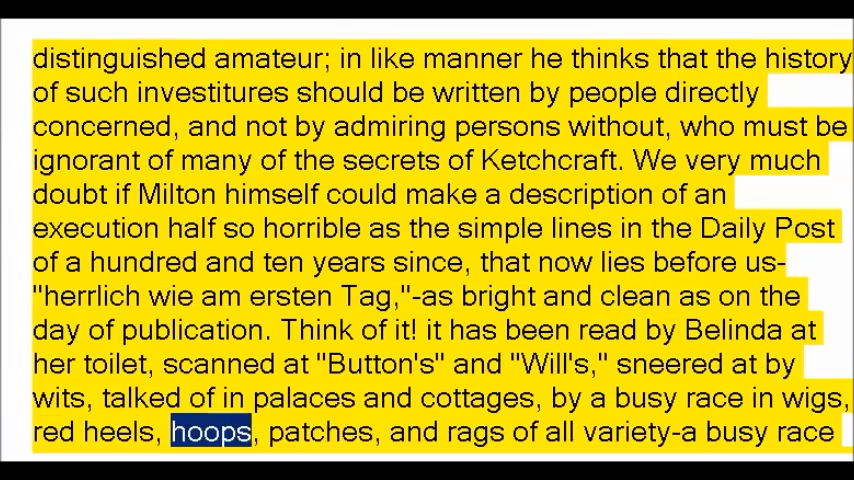 distinguished amateur; in like manner he thinks that the history
of such investitures should be written by people directly
concerned, and not by admiring persons without, who must be
ignorant of many of the secrets of Ketchcraft. We very much
doubt if Milton himself could make a description of an
execution half so horrible as the simple lines in the Daily Post
of a hundred and ten years since, that now lies before us-
"herrlich wie am ersten Tag,"-as bright and clean as on the
day of publication. Think of it! it has been read by Belinda at
her toilet, scanned at "Button's" and "Will's," sneered at by
wits, talked of in palaces and cottages, by a busy race in wigs,
red heels, hoops, patches, and rags of all variety-a busy race